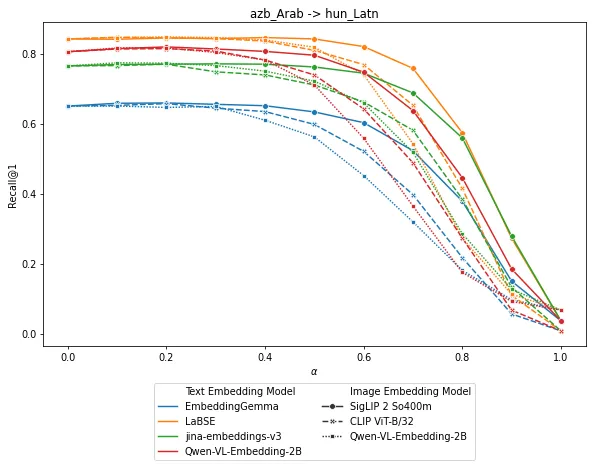 azb_Arab -> hun_Latn
Recall@1
0.8
0.6
0.4
0.2
0.0
0.0 0.2 0.4 0.6 0.8 1.0
α
Text Embedding Model
EmbeddingGemma
LaBSE
jina-embeddings-v3
Qwen-VL-Embedding-2B
Image Embedding Model
SigLIP 2 So400m
CLIP ViT-B/32
Qwen-VL-Embedding-2B